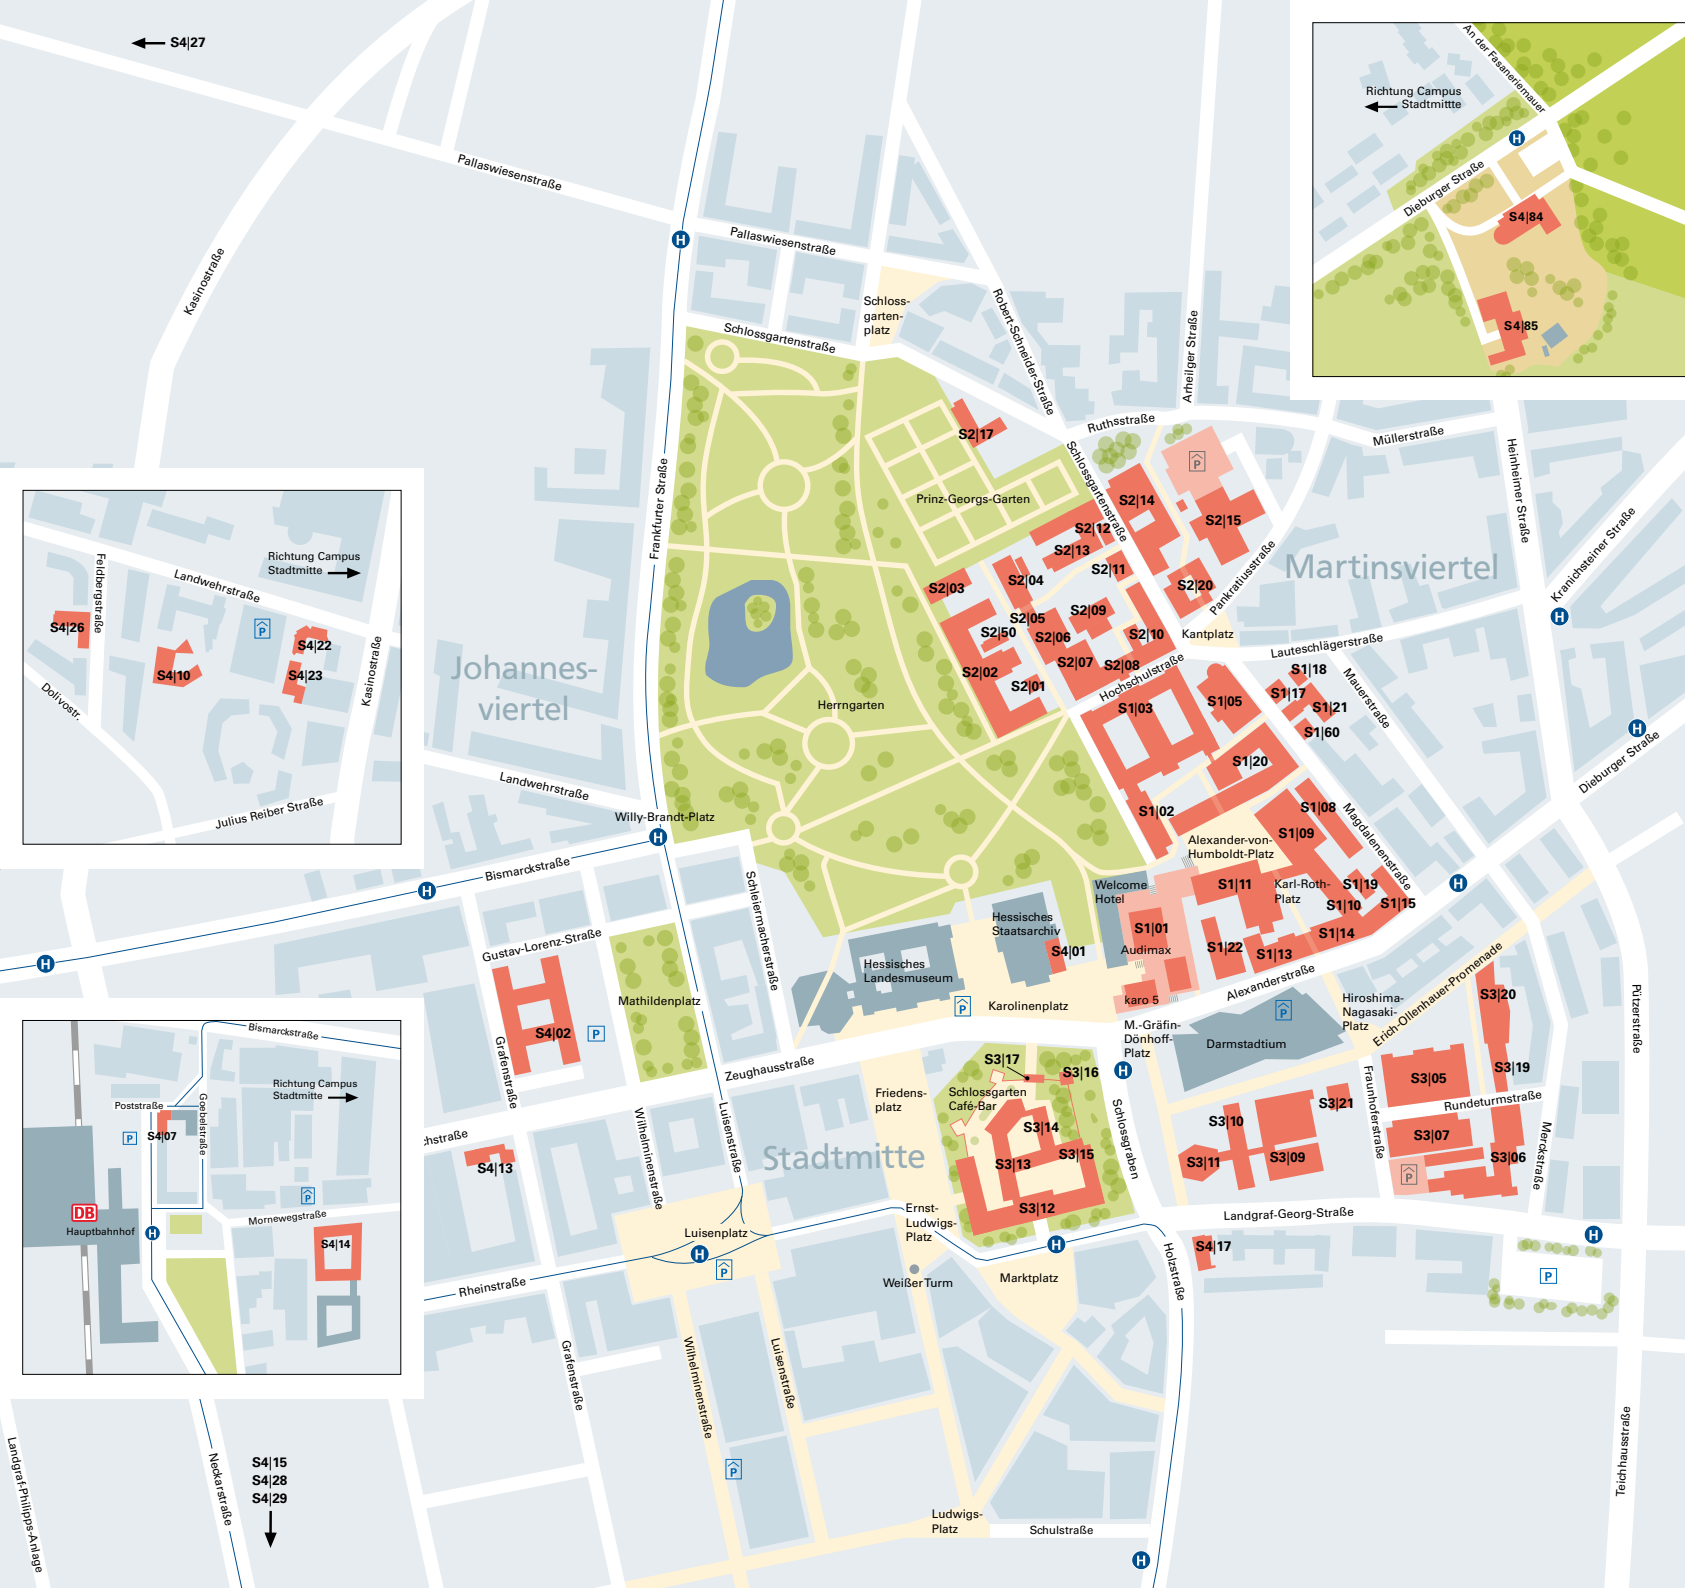 S4|27
Pallaswiesenstraße
Kasinostraße
Pallaswiesenstraße
H
Schloss-
garten-
platz
Schlossgartenstraße
Robert-Schneider-Straße
Arheilger Straße
Ruthsstraße
Müllerstraße
Heinheimer Straße
Kranichsteiner Straße
An der Fasaneriemauer
Richtung Campus
Stadtmittte
H
Dieburger Straße
S4|84
S4|85
S2|17
Prinz-Georgs-Garten
Schlossgartenstraße
P
S2|14
S2|15
S2|12
S2|13
S2|11
S2|20
S2|03
S2|04
S2|05
S2|09
S2|50
S2|06
S2|10
S2|02
S2|07
S2|08
S2|01
Pankratiusstraße
Kantplatz
Martinsviertel
H
Lauteschlägerstraße
Mauerstraße
H
Dieburger Straße
Hochschulstraße
S1|03
S1|05
S1|18
S1|17
S1|21
S1|60
S1|20
S1|02
S1|08
S1|09
Magdalenenstraße
Alexander-von-
Humboldt-Platz
S1|11
Karl-Roth-
Platz
S1|19
S1|10
S1|15
S1|14
S1|13
S1|22
S1|01
Audimax
karo 5
Welcome
Hotel
H
Alexanderstraße
Frankfurter Straße
Johannes-
viertel
Herrngarten
Feldbergstraße
Landwehrstraße
Richtung Campus
Stadtmitte
P
S4|26
S4|10
S4|22
S4|23
Kasinostraße
Dolivostr.
Julius Reiber Straße
Landwehrstraße
Willy-Brandt-Platz
H
Bismarckstraße
H
H
Schleiermacherstraße
Gustav-Lorenz-Straße
Mathildenplatz
S4|02
P
Grafenstraße
Hessisches
Landesmuseum
Hessisches
Staatsarchiv
S4|01
P
Karolinenplatz
M.-Gräfin-
Dönhoff-
Platz
H
P
Darmstadtium
Hiroshima-
Nagasaki-
Platz
Erich-Ollenhauer-Promenade
S3|20
S3|19
Pützerstraße
S3|05
Rundeturmstraße
S3|07
S3|06
P
Merckstraße
Fraunhoferstraße
S3|21
S3|10
S3|09
S3|11
Zeughausstraße
Friedens-
platz
S3|17
S3|16
Schlossgarten
Café-Bar
S3|14
S3|15
S3|13
S3|12
Schlossgraben
Stadtmitte
Luisenstraße
Wilhelminenstraße
chstraße
S4|13
Bismarckstraße
Richtung Campus
Stadtmitte
Poststraße
Goebelstraße
P
S4|07
P
DB
Hauptbahnhof
H
Mornewegstraße
S4|14
Luisenplatz
H
P
Ernst-
Ludwigs-
Platz
Weißer Turm
H
Marktplatz
Landgraf-Georg-Straße
H
S4|17
P
Holzstraße
Rheinstraße
Grafenstraße
Wilhelminenstraße
Luisenstraße
P
Ludwigs-
Platz
Schulstraße
H
Teichhausstraße
Landgraf-Philipps-Anlage
Neckarstraße
S4|15
S4|28
S4|29